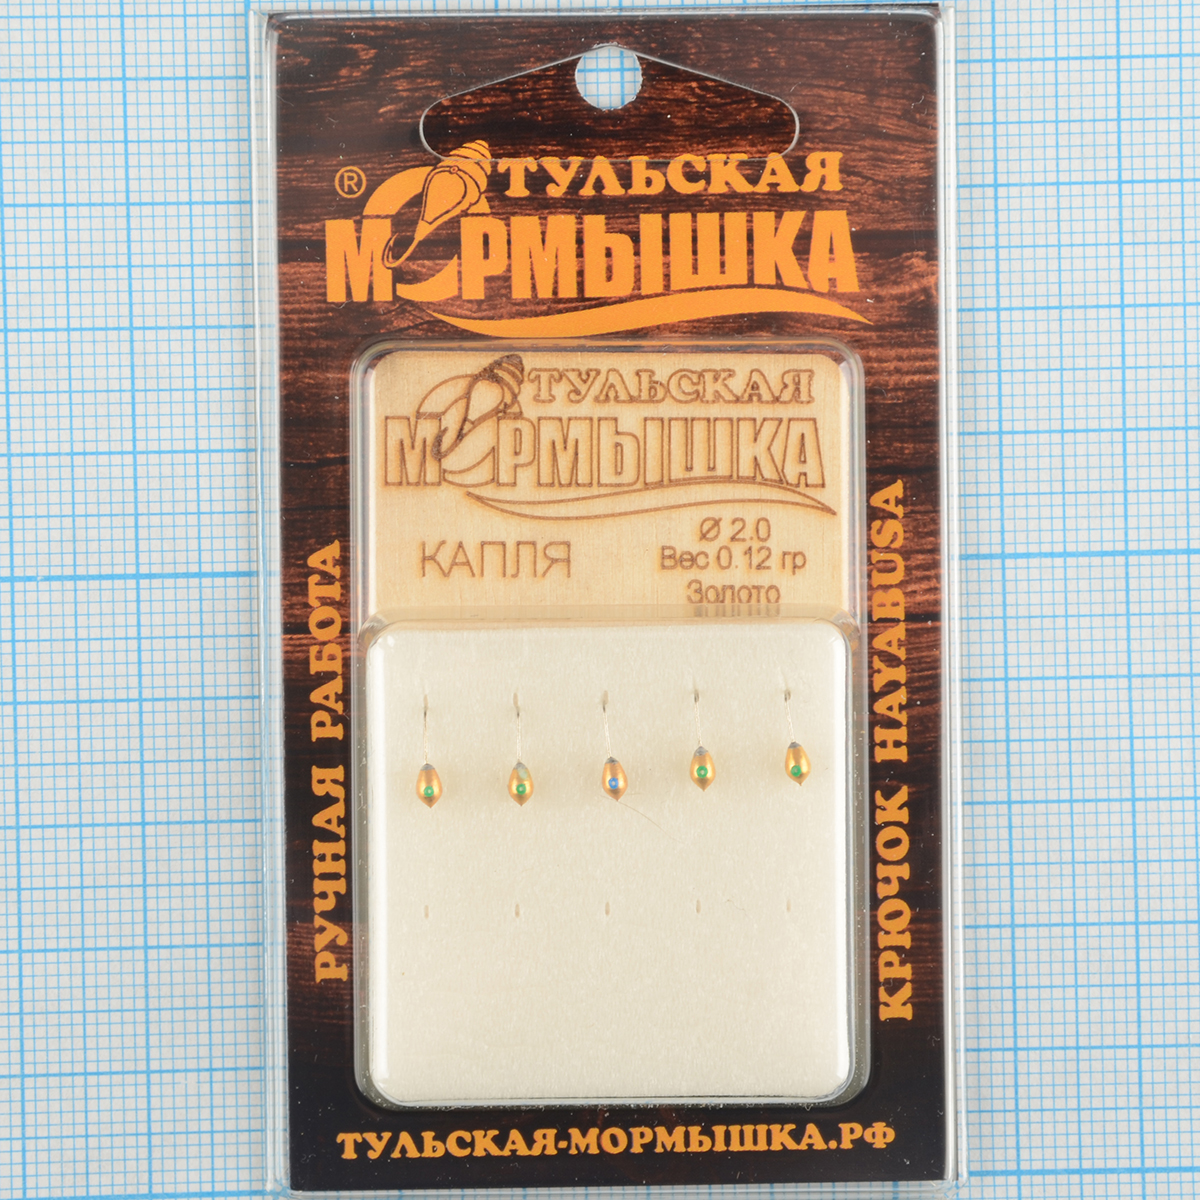 ®
ТУЛЬСКАЯ
МОРМЫШКА
ТУЛЬСКАЯ
МОРМЫШКА
КАПЛЯ
Ø 2.0
Вес 0.12 гр
Золото
РУЧНАЯ РАБОТА
КРЮЧОК HAYABUSA
ТУЛЬСКАЯ-МОРМЫШКА.РФ